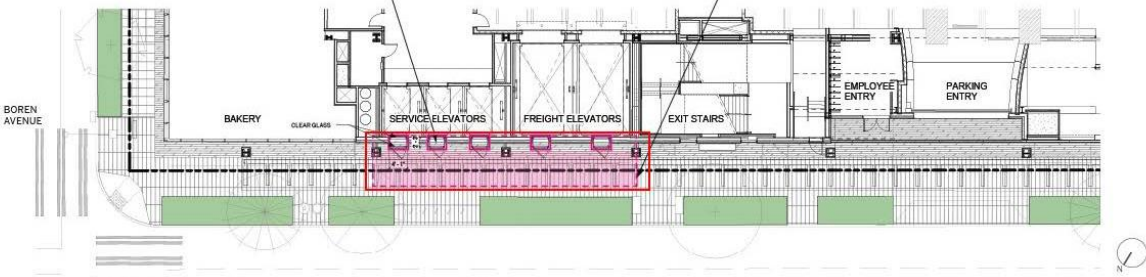 BOREN
AVENUE
BAKERY
CLEAR GLASS
SERVICE ELEVATORS
FREIGHT ELEVATORS
EXIT STAIRS
EMPLOYEE
ENTRY
PARKING
ENTRY
N